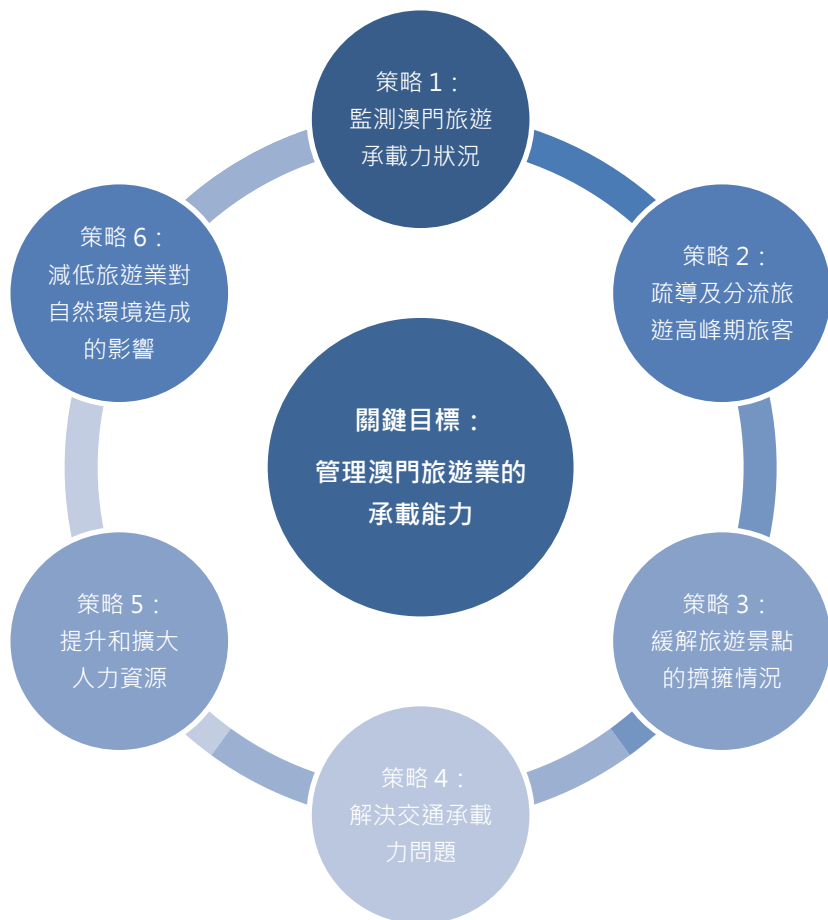 策略 1：
監測澳門旅遊
承載力狀況
策略 2：
疏導及分流旅
遊高峰期旅客
策略 3：
緩解旅遊景點
的擠擁情況
策略 4：
解決交通承載
力問題
策略 5：
提升和擴大
人力資源
策略 6：
減低旅遊業對
自然環境造成
的影響
關鍵目標：
管理澳門旅遊業的
承載能力